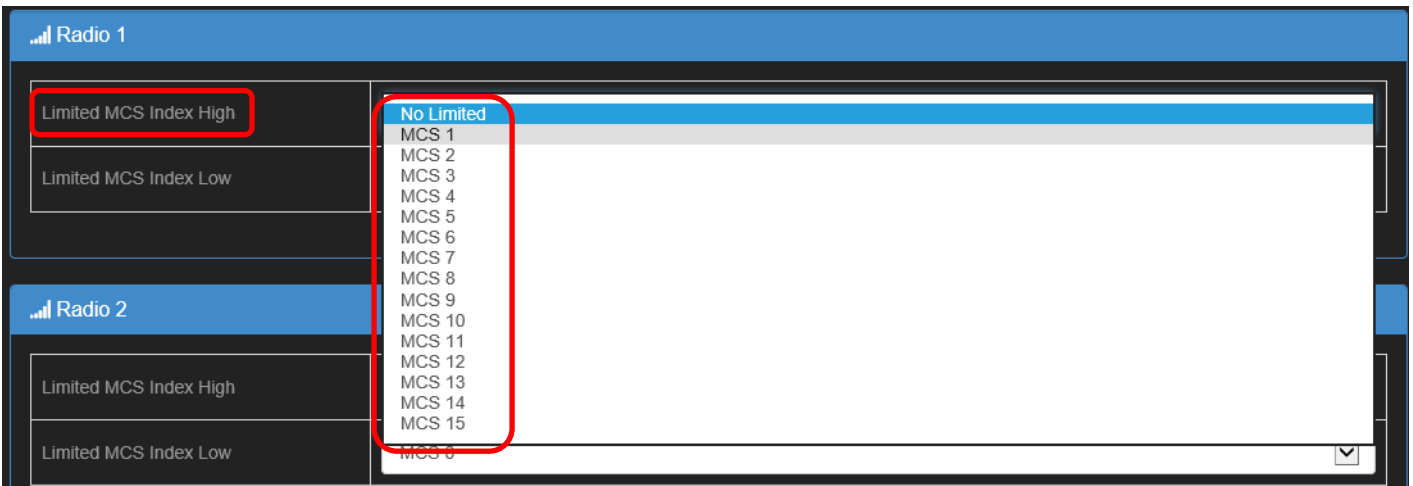 Radio 1
Limited MCS Index High
No Limited
MCS 1
MCS 2
Limited MCS Index Low
MCS 3
MCS 4
MCS 5
MCS 6
MCS 7
MCS 8
MCS 9
Radio 2
MCS 10
MCS 11
MCS 12
MCS 13
Limited MCS Index High
MCS 14
MCS 15
Limited MCS Index Low
MCS 0